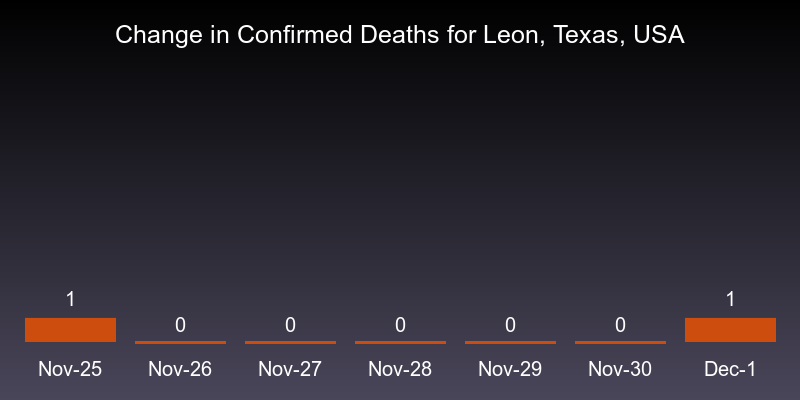 Change in Confirmed Deaths for Leon, Texas, USA
1 0 0 0 0 0 1
Nov-25 Nov-26 Nov-27 Nov-28 Nov-29 Nov-30 Dec-1